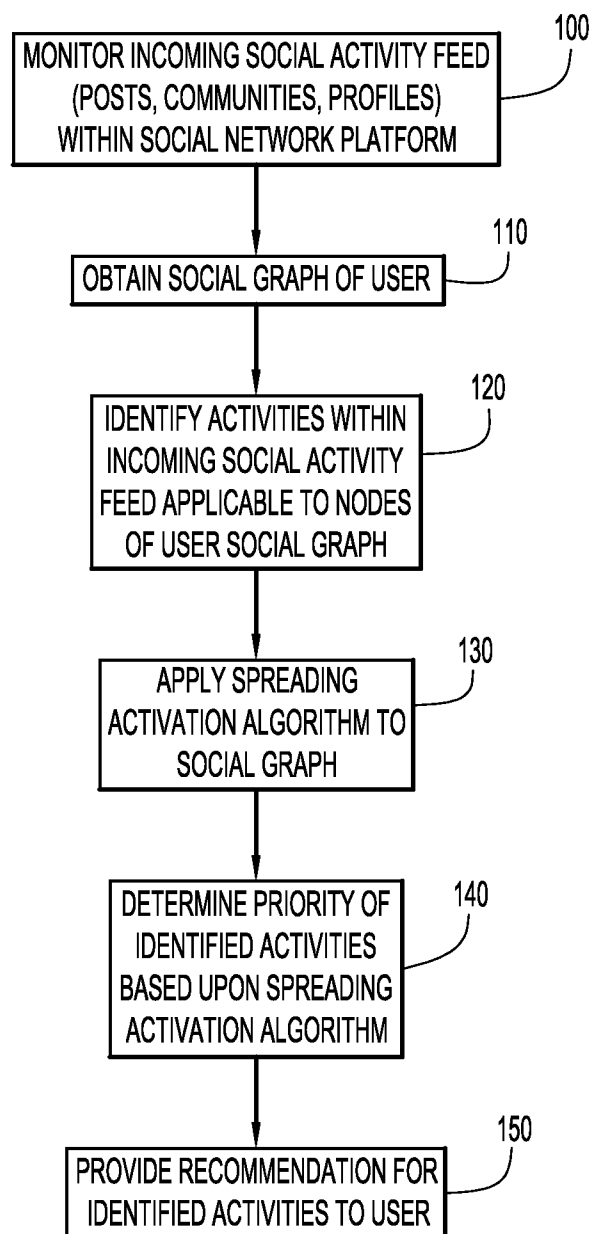 100
MONITOR INCOMING SOCIAL ACTIVITY FEED
(POSTS, COMMUNITIES, PROFILES)
WITHIN SOCIAL NETWORK PLATFORM
110
OBTAIN SOCIAL GRAPH OF USER
120
IDENTIFY ACTIVITIES WITHIN
INCOMING SOCIAL ACTIVITY
FEED APPLICABLE TO NODES
OF USER SOCIAL GRAPH
130
APPLY SPREADING
ACTIVATION ALGORITHM TO
SOCIAL GRAPH
140
DETERMINE PRIORITY OF
IDENTIFIED ACTIVITIES
BASED UPON SPREADING
ACTIVATION ALGORITHM
150
PROVIDE RECOMMENDATION FOR
IDENTIFIED ACTIVITIES TO USER